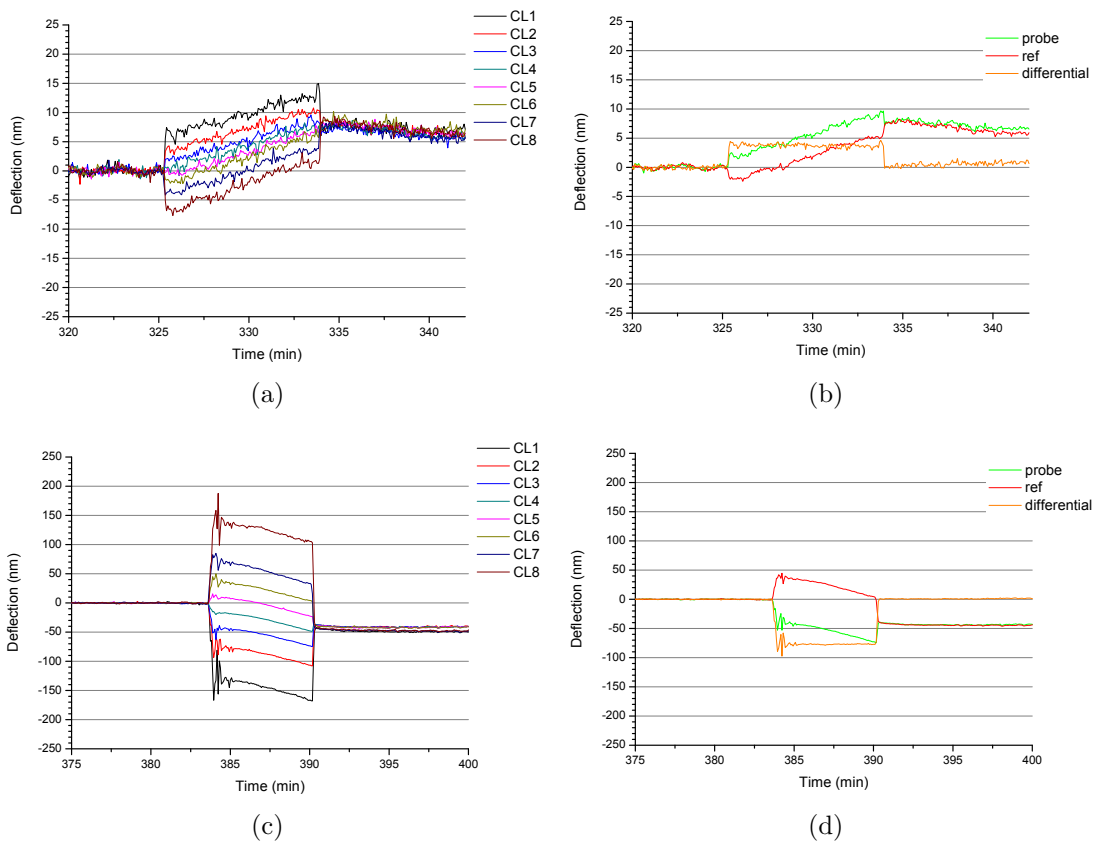 25
20
15
10
5
0
-5
-10
-15
-20
-25
320 325 330 335 340
Deflection (nm)
Time (min)
CL1
CL2
CL3
CL4
CL5
CL6
CL7
CL8
(a)
25
20
15
10
5
0
-5
-10
-15
-20
-25
320 325 330 335 340
Deflection (nm)
Time (min)
probe
ref
differential
(b)
250
200
150
100
50
0
-50
-100
-150
-200
-250
375 380 385 390 395 400
Deflection (nm)
Time (min)
CL1
CL2
CL3
CL4
CL5
CL6
CL7
CL8
(c)
250
200
150
100
50
0
-50
-100
-150
-200
-250
375 380 385 390 395 400
Deflection (nm)
Time (min)
probe
ref
differential
(d)